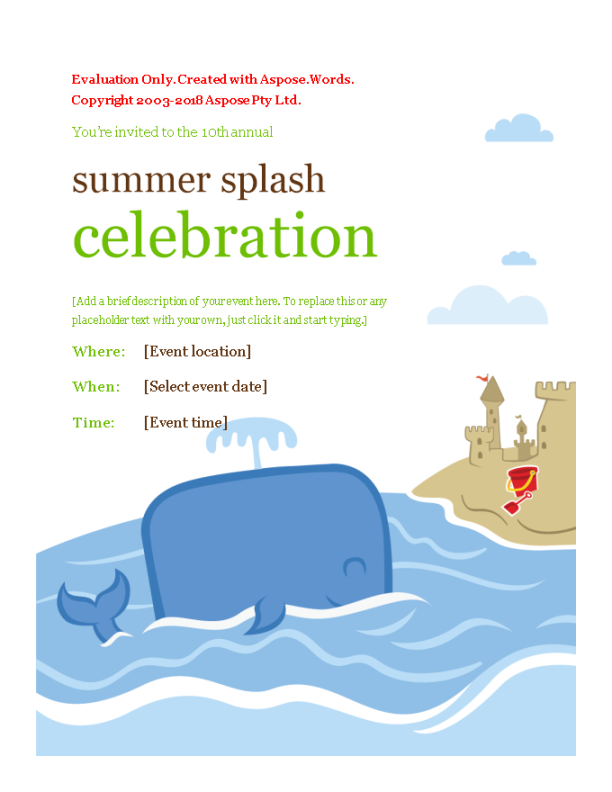 Evaluation Only. Created with Aspose.Words.
Copyright 2003-2018 Aspose Pty Ltd.
You're invited to the 10th annual
summer splash
celebration
[Add a brief description of your event here. To replace this or any
placeholder text with your own, just click it and start typing.]
Where: [Event location]
When: [Select event date]
Time: [Event time]